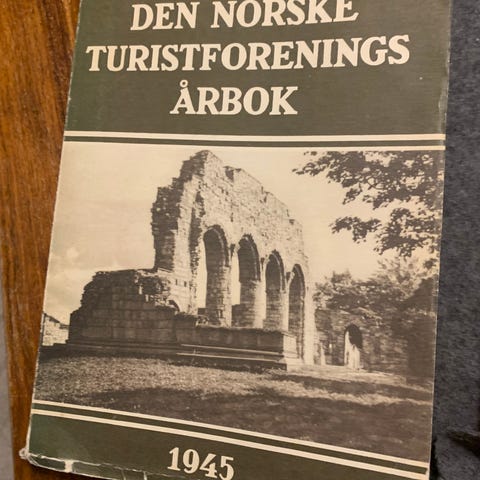 DEN NORSKE
TURISTFORENINGS
ÅRBOK
1945